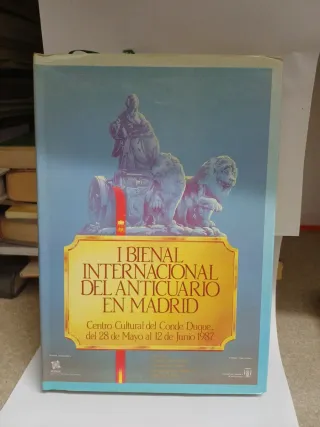 I BIENAL
INTERNACIONAL
DEL ANTICUARIO
EN MADRID
Centro Cultural del Conde Duque,
del 28 de Mayo al 12 de Junio 1987